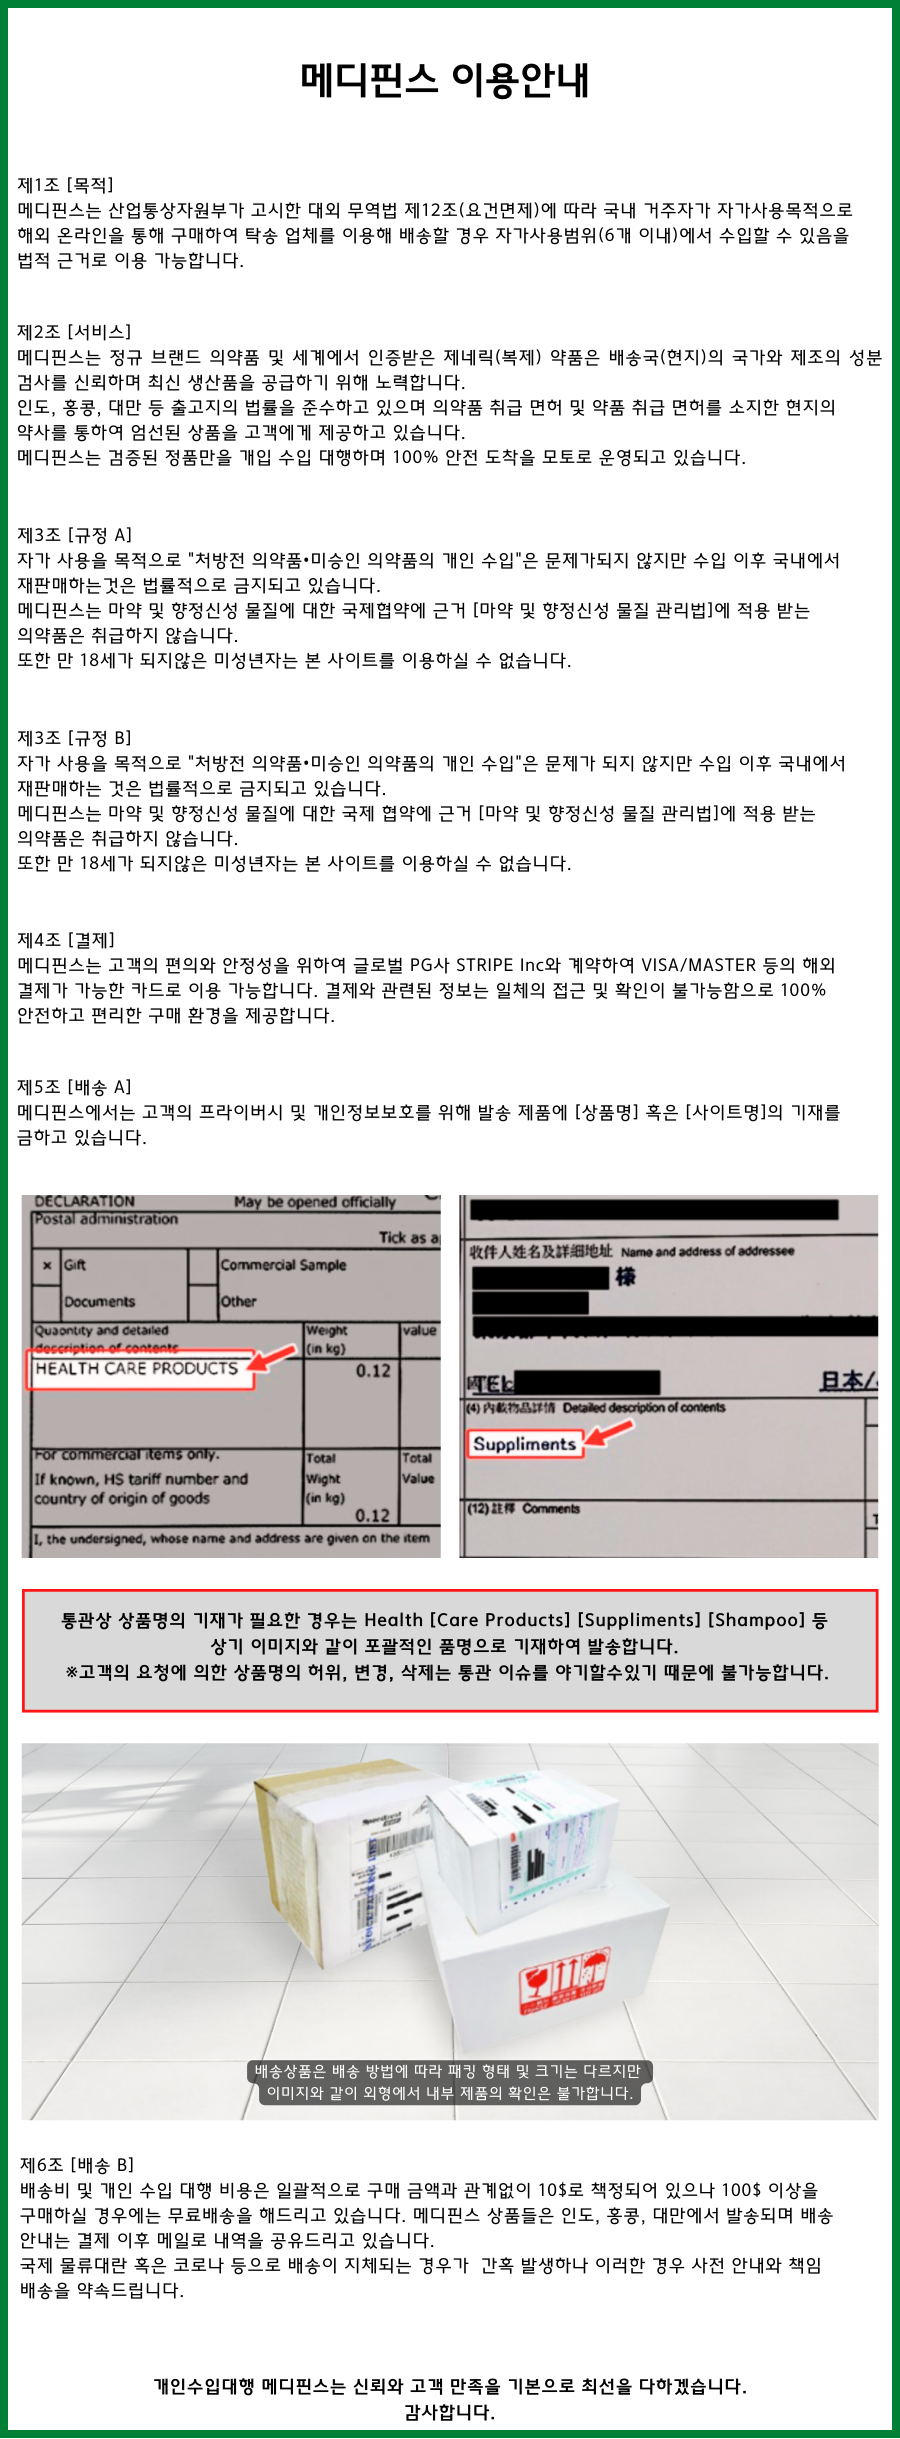 메디핀스 이용안내
제1조 [목적]
메디핀스는 산업통상자원부가 고시한 대외 무역법 제12조(요건면제)에 따라 국내 거주자가 자가사용목적으로
해외 온라인을 통해 구매하여 탁송 업체를 이용해 배송할 경우 자가사용범위(6개 이내)에서 수입할 수 있음을
법적 근거로 이용 가능합니다.
제2조 [서비스]
메디핀스는 정규 브랜드 의약품 및 세계에서 인증받은 제네릭(복제) 약품은 배송국(현지)의 국가와 제조의 성분
검사를 신뢰하며 최신 생산품을 공급하기 위해 노력합니다.
인도, 홍콩, 대만 등 출고지의 법률을 준수하고 있으며 의약품 취급 면허 및 약품 취급 면허를 소지한 현지의
약사를 통하여 엄선된 상품을 고객에게 제공하고 있습니다.
메디핀스는 검증된 정품만을 개입 수입 대행하며 100% 안전 도착을 모토로 운영되고 있습니다.
제3조 [규정 A]
자가 사용을 목적으로 "처방전 의약품•미승인 의약품의 개인 수입"은 문제가되지 않지만 수입 이후 국내에서
재판매하는것은 법률적으로 금지되고 있습니다.
메디핀스는 마약 및 향정신성 물질에 대한 국제협약에 근거 [마약 및 향정신성 물질 관리법]에 적용 받는
의약품은 취급하지 않습니다.
또한 만 18세가 되지않은 미성년자는 본 사이트를 이용하실 수 없습니다.
제3조 [규정 B]
자가 사용을 목적으로 "처방전 의약품•미승인 의약품의 개인 수입"은 문제가 되지 않지만 수입 이후 국내에서
재판매하는 것은 법률적으로 금지되고 있습니다.
메디핀스는 마약 및 향정신성 물질에 대한 국제 협약에 근거 [마약 및 향정신성 물질 관리법]에 적용 받는
의약품은 취급하지 않습니다.
또한 만 18세가 되지않은 미성년자는 본 사이트를 이용하실 수 없습니다.
제4조 [결제]
메디핀스는 고객의 편의와 안정성을 위하여 글로벌 PG사 STRIPE Inc와 계약하여 VISA/MASTER 등의 해외
결제가 가능한 카드로 이용 가능합니다. 결제와 관련된 정보는 일체의 접근 및 확인이 불가능함으로 100%
안전하고 편리한 구매 환경을 제공합니다.
제5조 [배송 A]
메디핀스에서는 고객의 프라이버시 및 개인정보보호를 위해 발송 제품에 [상품명] 혹은 [사이트명]의 기재를
금하고 있습니다.
DECLARATION May be opened officially
Postal administration
Tick as a
x Gift Commercial Sample
Documents Other
Quaontity and detailed Weight value
description of contents (in kg)
HEALTH CARE PRODUCTS 0.12
For commercial items only. Total Total
If known, HS tariff number and Wight Value
country of origin of goods (in kg)
0.12
I, the undersigned, whose name and address are given on the item
收件人姓名及詳細地址 Name and address of addressee
様
TEL 日本/
(4) 內載物品詳情 Detailed description of contents
Suppliments
(12) 註釋 Comments
통관상 상품명의 기재가 필요한 경우는 Health [Care Products] [Suppliments] [Shampoo] 등
상기 이미지와 같이 포괄적인 품명으로 기재하여 발송합니다.
※고객의 요청에 의한 상품명의 허위, 변경, 삭제는 통관 이슈를 야기할수있기 때문에 불가능합니다.
배송상품은 배송 방법에 따라 패킹 형태 및 크기는 다르지만
이미지와 같이 외형에서 내부 제품의 확인은 불가합니다.
제6조 [배송 B]
배송비 및 개인 수입 대행 비용은 일괄적으로 구매 금액과 관계없이 10$로 책정되어 있으나 100$ 이상을
구매하실 경우에는 무료배송을 해드리고 있습니다. 메디핀스 상품들은 인도, 홍콩, 대만에서 발송되며 배송
안내는 결제 이후 메일로 내역을 공유드리고 있습니다.
국제 물류대란 혹은 코로나 등으로 배송이 지체되는 경우가 간혹 발생하나 이러한 경우 사전 안내와 책임
배송을 약속드립니다.
개인수입대행 메디핀스는 신뢰와 고객 만족을 기본으로 최선을 다하겠습니다.
감사합니다.